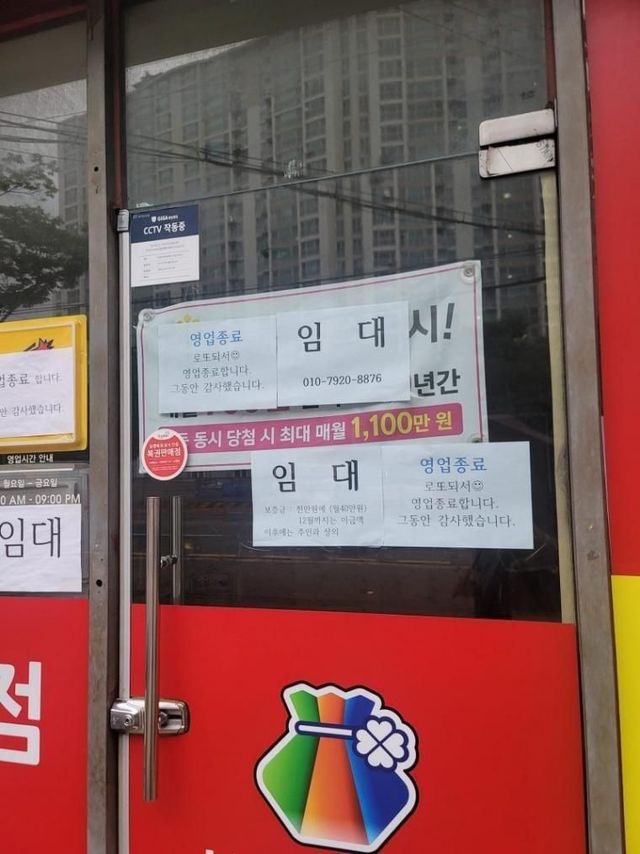 GiGA eyes
CCTV 작동중
영업종료
로또되서☺
영업종료합니다.
그동안 감사했습니다.
임 대
010-7920-8876
시!
년간
동시 당첨 시 최대 매월 1,100만 원
복권판매점
임 대
보증금 : 천만원에 (월40만원)
12월까지는 이금액
이후에는 주인과 상의
영업종료
로또되서☺
영업종료합니다.
그동안 감사했습니다.
업종료 합니다.
안 감사했습니다.
영업시간 안내
월요일 – 금요일
0 AM - 09:00 PM
임대
점